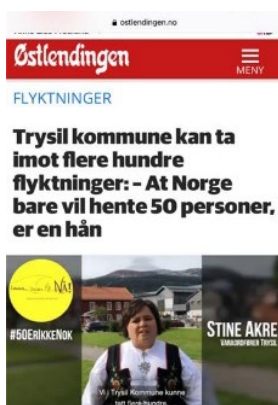 ostlendingen.no
Østlendingen
MENY
FLYKTNINGER
Trysil kommune kan ta
imot flere hundre
flyktninger: – At Norge
bare vil hente 50 personer,
er en hån
NÅ!
#50ERIKKENOK
STINE AKRE
VARAORDFØRER TRYSIL
Vi i Trysil Kommune kunne
tatt flere hundre